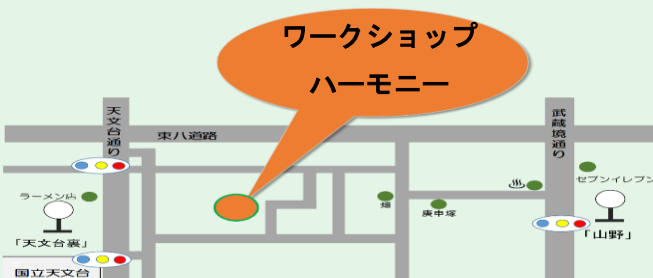 ワークショップ
ハーモニー
天文台通り
東八道路
武蔵境通り
ラーメン店
「天文台裏」
国立天文台
畑
庚申塚
セブンイレブン
「山野」